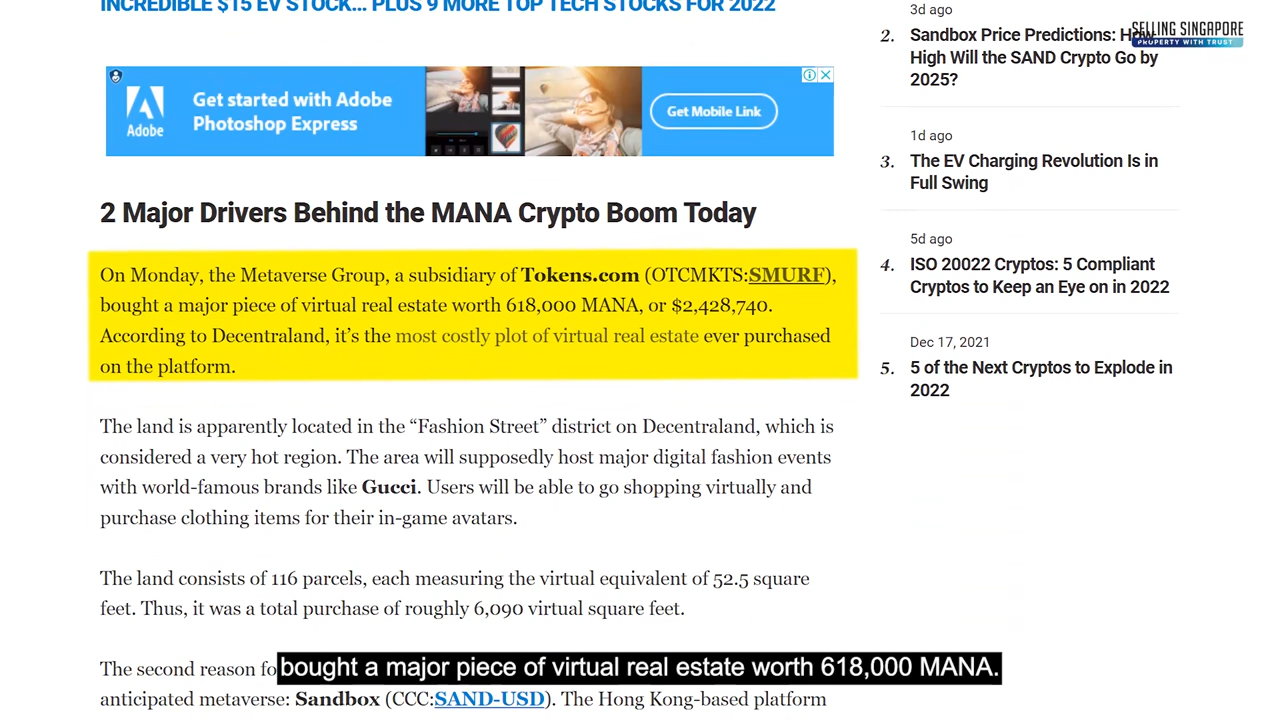 INCREDIBLE $15 EV STOCK… PLUS 9 MORE TOP TECH STOCKS FOR 2022
Adobe
Get started with Adobe
Photoshop Express
Get Mobile Link
2 Major Drivers Behind the MANA Crypto Boom Today
On Monday, the Metaverse Group, a subsidiary of Tokens.com (OTCMKTS:SMURF),
bought a major piece of virtual real estate worth 618,000 MANA, or $2,428,740.
According to Decentraland, it’s the most costly plot of virtual real estate ever purchased
on the platform.
The land is apparently located in the “Fashion Street” district on Decentraland, which is
considered a very hot region. The area will supposedly host major digital fashion events
with world-famous brands like Gucci. Users will be able to go shopping virtually and
purchase clothing items for their in-game avatars.
The land consists of 116 parcels, each measuring the virtual equivalent of 52.5 square
feet. Thus, it was a total purchase of roughly 6,090 virtual square feet.
The second reason fo
bought a major piece of virtual real estate worth 618,000 MANA.
anticipated metaverse: Sandbox (CCC:SAND-USD). The Hong Kong-based platform
3d ago
2. Sandbox Price Predictions: How
High Will the SAND Crypto Go by
2025?
1d ago
3. The EV Charging Revolution Is in
Full Swing
5d ago
4. ISO 20022 Cryptos: 5 Compliant
Cryptos to Keep an Eye on in 2022
Dec 17, 2021
5. 5 of the Next Cryptos to Explode in
2022
SELLING SINGAPORE
PROPERTY WITH TRUST